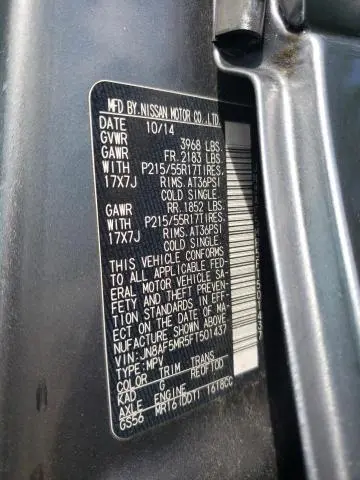 MFD BY NISSAN MOTOR CO.,LTD.
DATE 10/14
GVWR 3968 LBS.
GAWR FR. 2183 LBS.
WITH P215/55R17TIRES.
17X7J RIMS. AT36PSI
COLD SINGLE.
GAWR RR. 1852 LBS.
WITH P215/55R17TIRES.
17X7J RIMS. AT36PSI
COLD SINGLE.
THIS VEHICLE CONFORMS
TO ALL APPLICABLE FED-
ERAL MOTOR VEHICLE SA-
FETY AND THEFT PREVEN-
TION STANDARDS IN EFF-
ECT ON THE DATE OF MA-
NUFACTURE SHOWN ABOVE
VIN:JN8AF5MR5FT501437
TYPE: MPV
COLOR TRIM TRANS
KAD G RE0F10D
AXLE ENGINE
GS56 MR16(DDT) 1618CC